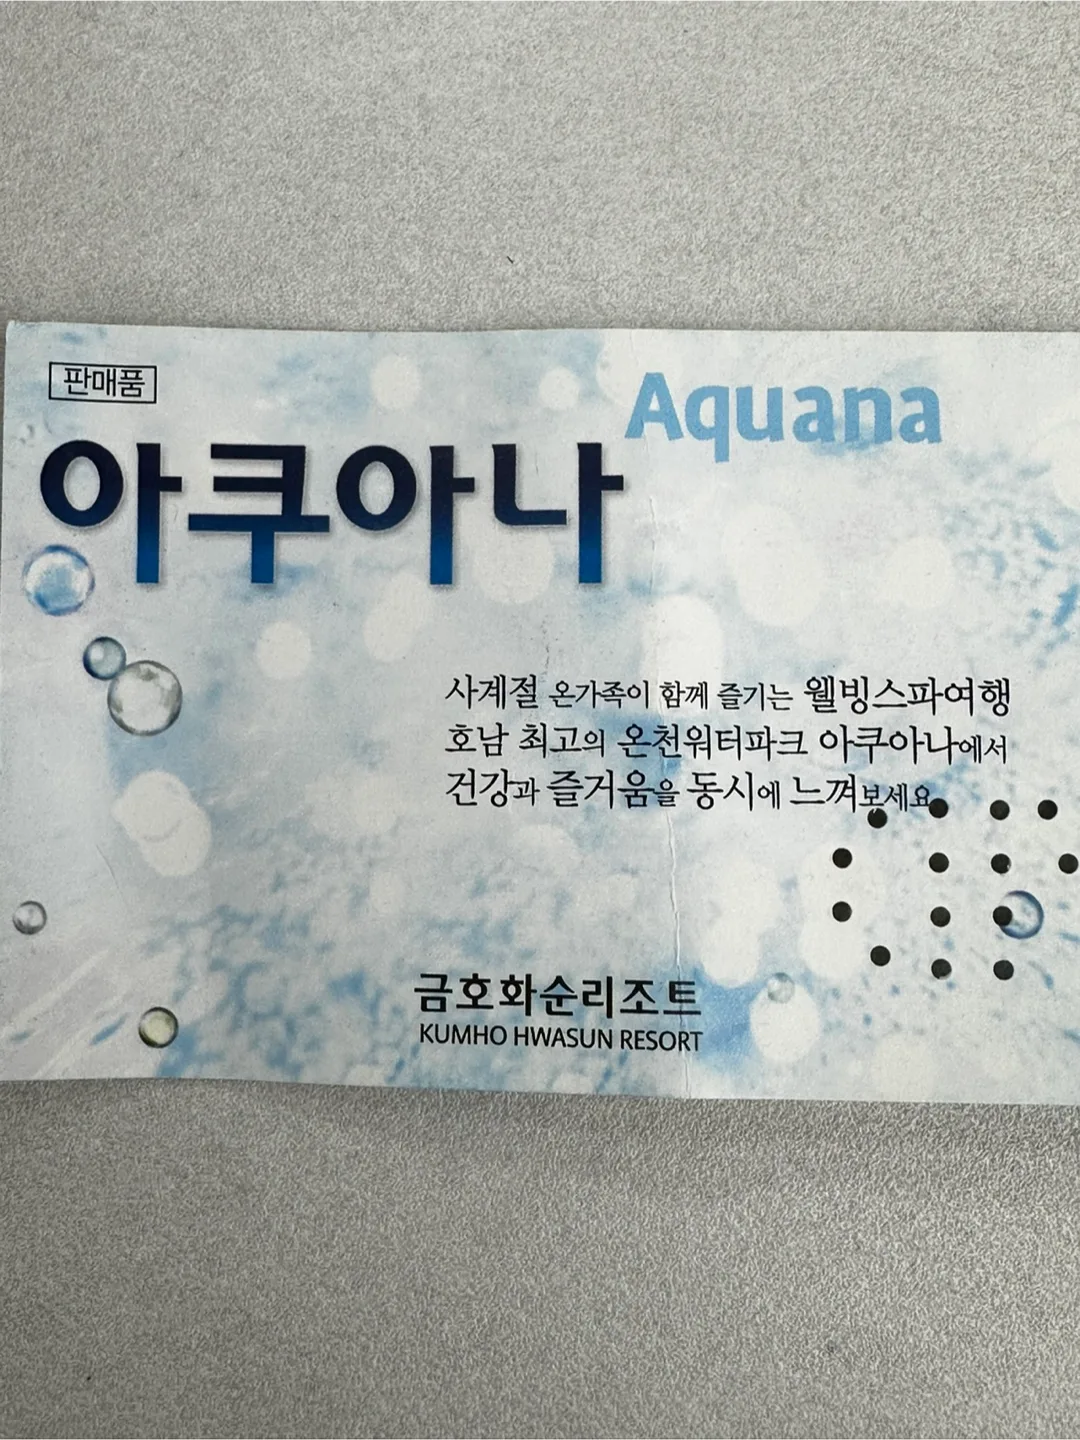 판매품
Aquana
아쿠아나
사계절 온가족이 함께 즐기는 웰빙스파여행
호남 최고의 온천워터파크 아쿠아나에서
건강과 즐거움을 동시에 느껴보세요
금호화순리조트
KUMHO HWASUN RESORT